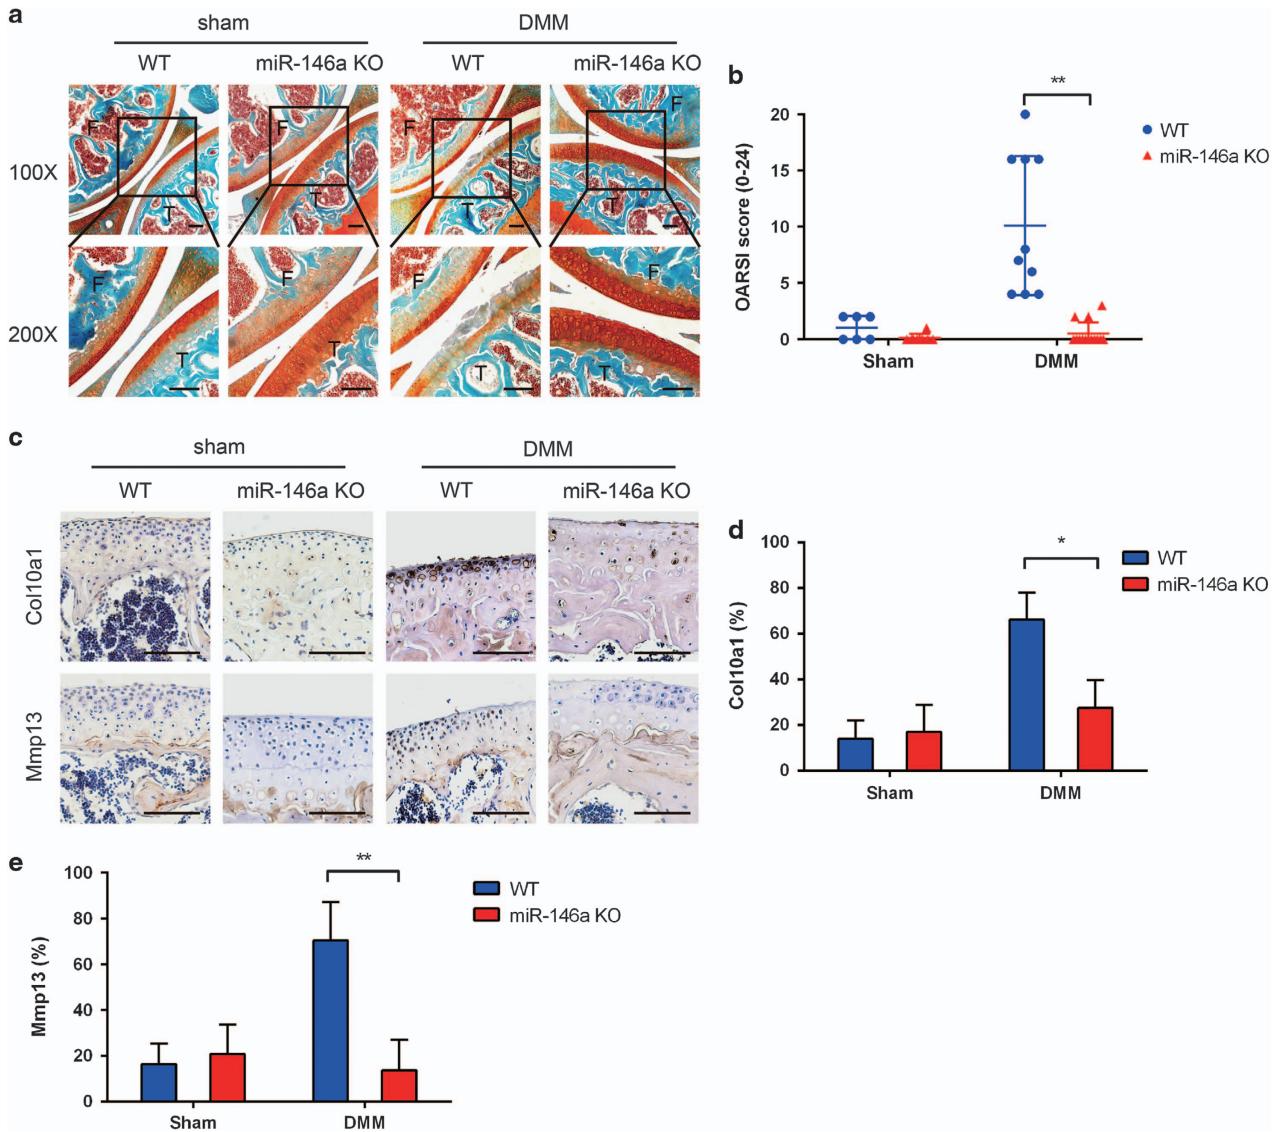 a
sham
DMM
WT
miR-146a KO
WT
miR-146a KO
100X
F
T
F
T
F
T
F
T
200X
F
T
F
T
F
T
F
T
b
**
OARSI score (0-24)
20
15
10
5
0
Sham
DMM
WT
miR-146a KO
c
sham
DMM
WT
miR-146a KO
WT
miR-146a KO
Col10a1
Mmp13
d
*
Col10a1 (%)
100
80
60
40
20
0
Sham
DMM
WT
miR-146a KO
e
**
Mmp13 (%)
100
80
60
40
20
0
Sham
DMM
WT
miR-146a KO